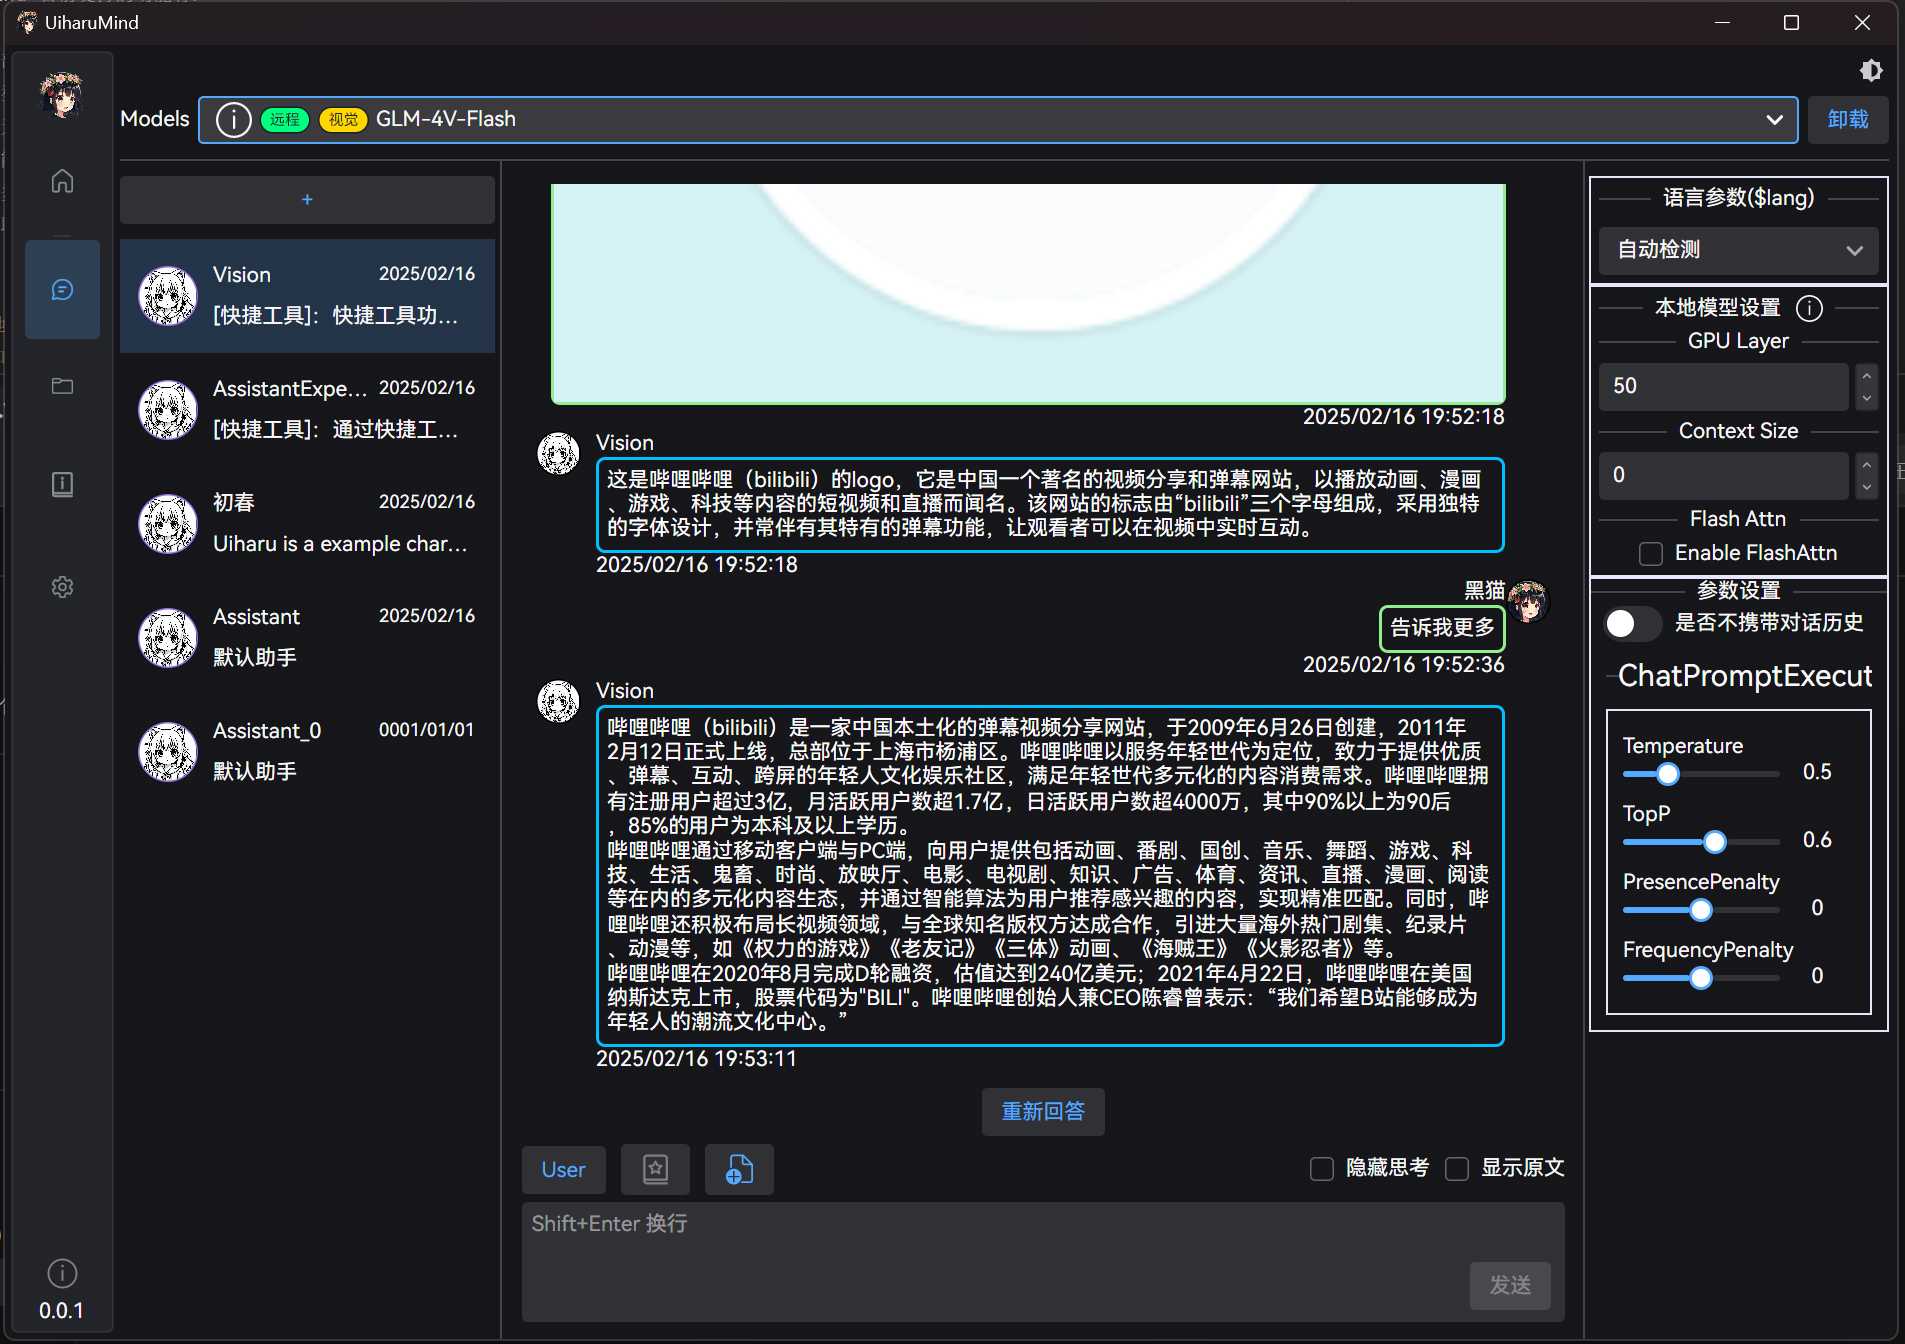 UiharuMind
Models
远程
视觉
GLM-4V-Flash
卸载
+
Vision
2025/02/16
[快捷工具]：快捷工具功...
AssistantExpe...
2025/02/16
[快捷工具]：通过快捷工...
初春
2025/02/16
Uiharu is a example char...
Assistant
2025/02/16
默认助手
Assistant_0
0001/01/01
默认助手
0.0.1
2025/02/16 19:52:18
Vision
这是哔哩哔哩（bilibili）的logo，它是中国一个著名的视频分享和弹幕网站，以播放动画、漫画
、游戏、科技等内容的短视频和直播而闻名。该网站的标志由“bilibili”三个字母组成，采用独特
的字体设计，并常伴有其特有的弹幕功能，让观看者可以在视频中实时互动。
2025/02/16 19:52:18
黑猫
告诉我更多
2025/02/16 19:52:36
Vision
哔哩哔哩（bilibili）是一家中国本土化的弹幕视频分享网站，于2009年6月26日创建，2011年
2月12日正式上线，总部位于上海市杨浦区。哔哩哔哩以服务年轻世代为定位，致力于提供优质
、弹幕、互动、跨屏的年轻人文化娱乐社区，满足年轻世代多元化的内容消费需求。哔哩哔哩拥
有注册用户超过3亿，月活跃用户数超1.7亿，日活跃用户数超4000万，其中90%以上为90后
，85%的用户为本科及以上学历。
哔哩哔哩通过移动客户端与PC端，向用户提供包括动画、番剧、国创、音乐、舞蹈、游戏、科
技、生活、鬼畜、时尚、放映厅、电影、电视剧、知识、广告、体育、资讯、直播、漫画、阅读
等在内的多元化内容生态，并通过智能算法为用户推荐感兴趣的内容，实现精准匹配。同时，哔
哩哔哩还积极布局长视频领域，与全球知名版权方达成合作，引进大量海外热门剧集、纪录片
、动漫等，如《权力的游戏》《老友记》《三体》动画、《海贼王》《火影忍者》等。
哔哩哔哩在2020年8月完成D轮融资，估值达到240亿美元；2021年4月22日，哔哩哔哩在美国
纳斯达克上市，股票代码为"BILI"。哔哩哔哩创始人兼CEO陈睿曾表示：“我们希望B站能够成为
年轻人的潮流文化中心。”
2025/02/16 19:53:11
重新回答
User
隐藏思考
显示原文
Shift+Enter 换行
发送
语言参数($lang)
自动检测
本地模型设置
GPU Layer
50
Context Size
0
Flash Attn
Enable FlashAttn
参数设置
是否不携带对话历史
ChatPromptExecut
Temperature
0.5
TopP
0.6
PresencePenalty
0
FrequencyPenalty
0